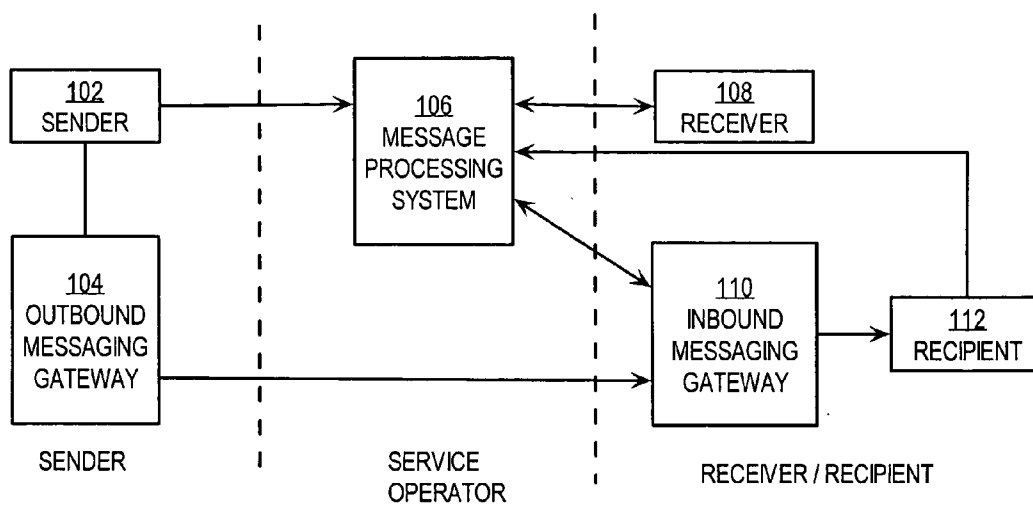 102
SENDER
106
MESSAGE
PROCESSING
SYSTEM
108
RECEIVER
104
OUTBOUND
MESSAGING
GATEWAY
110
INBOUND
MESSAGING
GATEWAY
112
RECIPIENT
SENDER
SERVICE
OPERATOR
RECEIVER / RECIPIENT